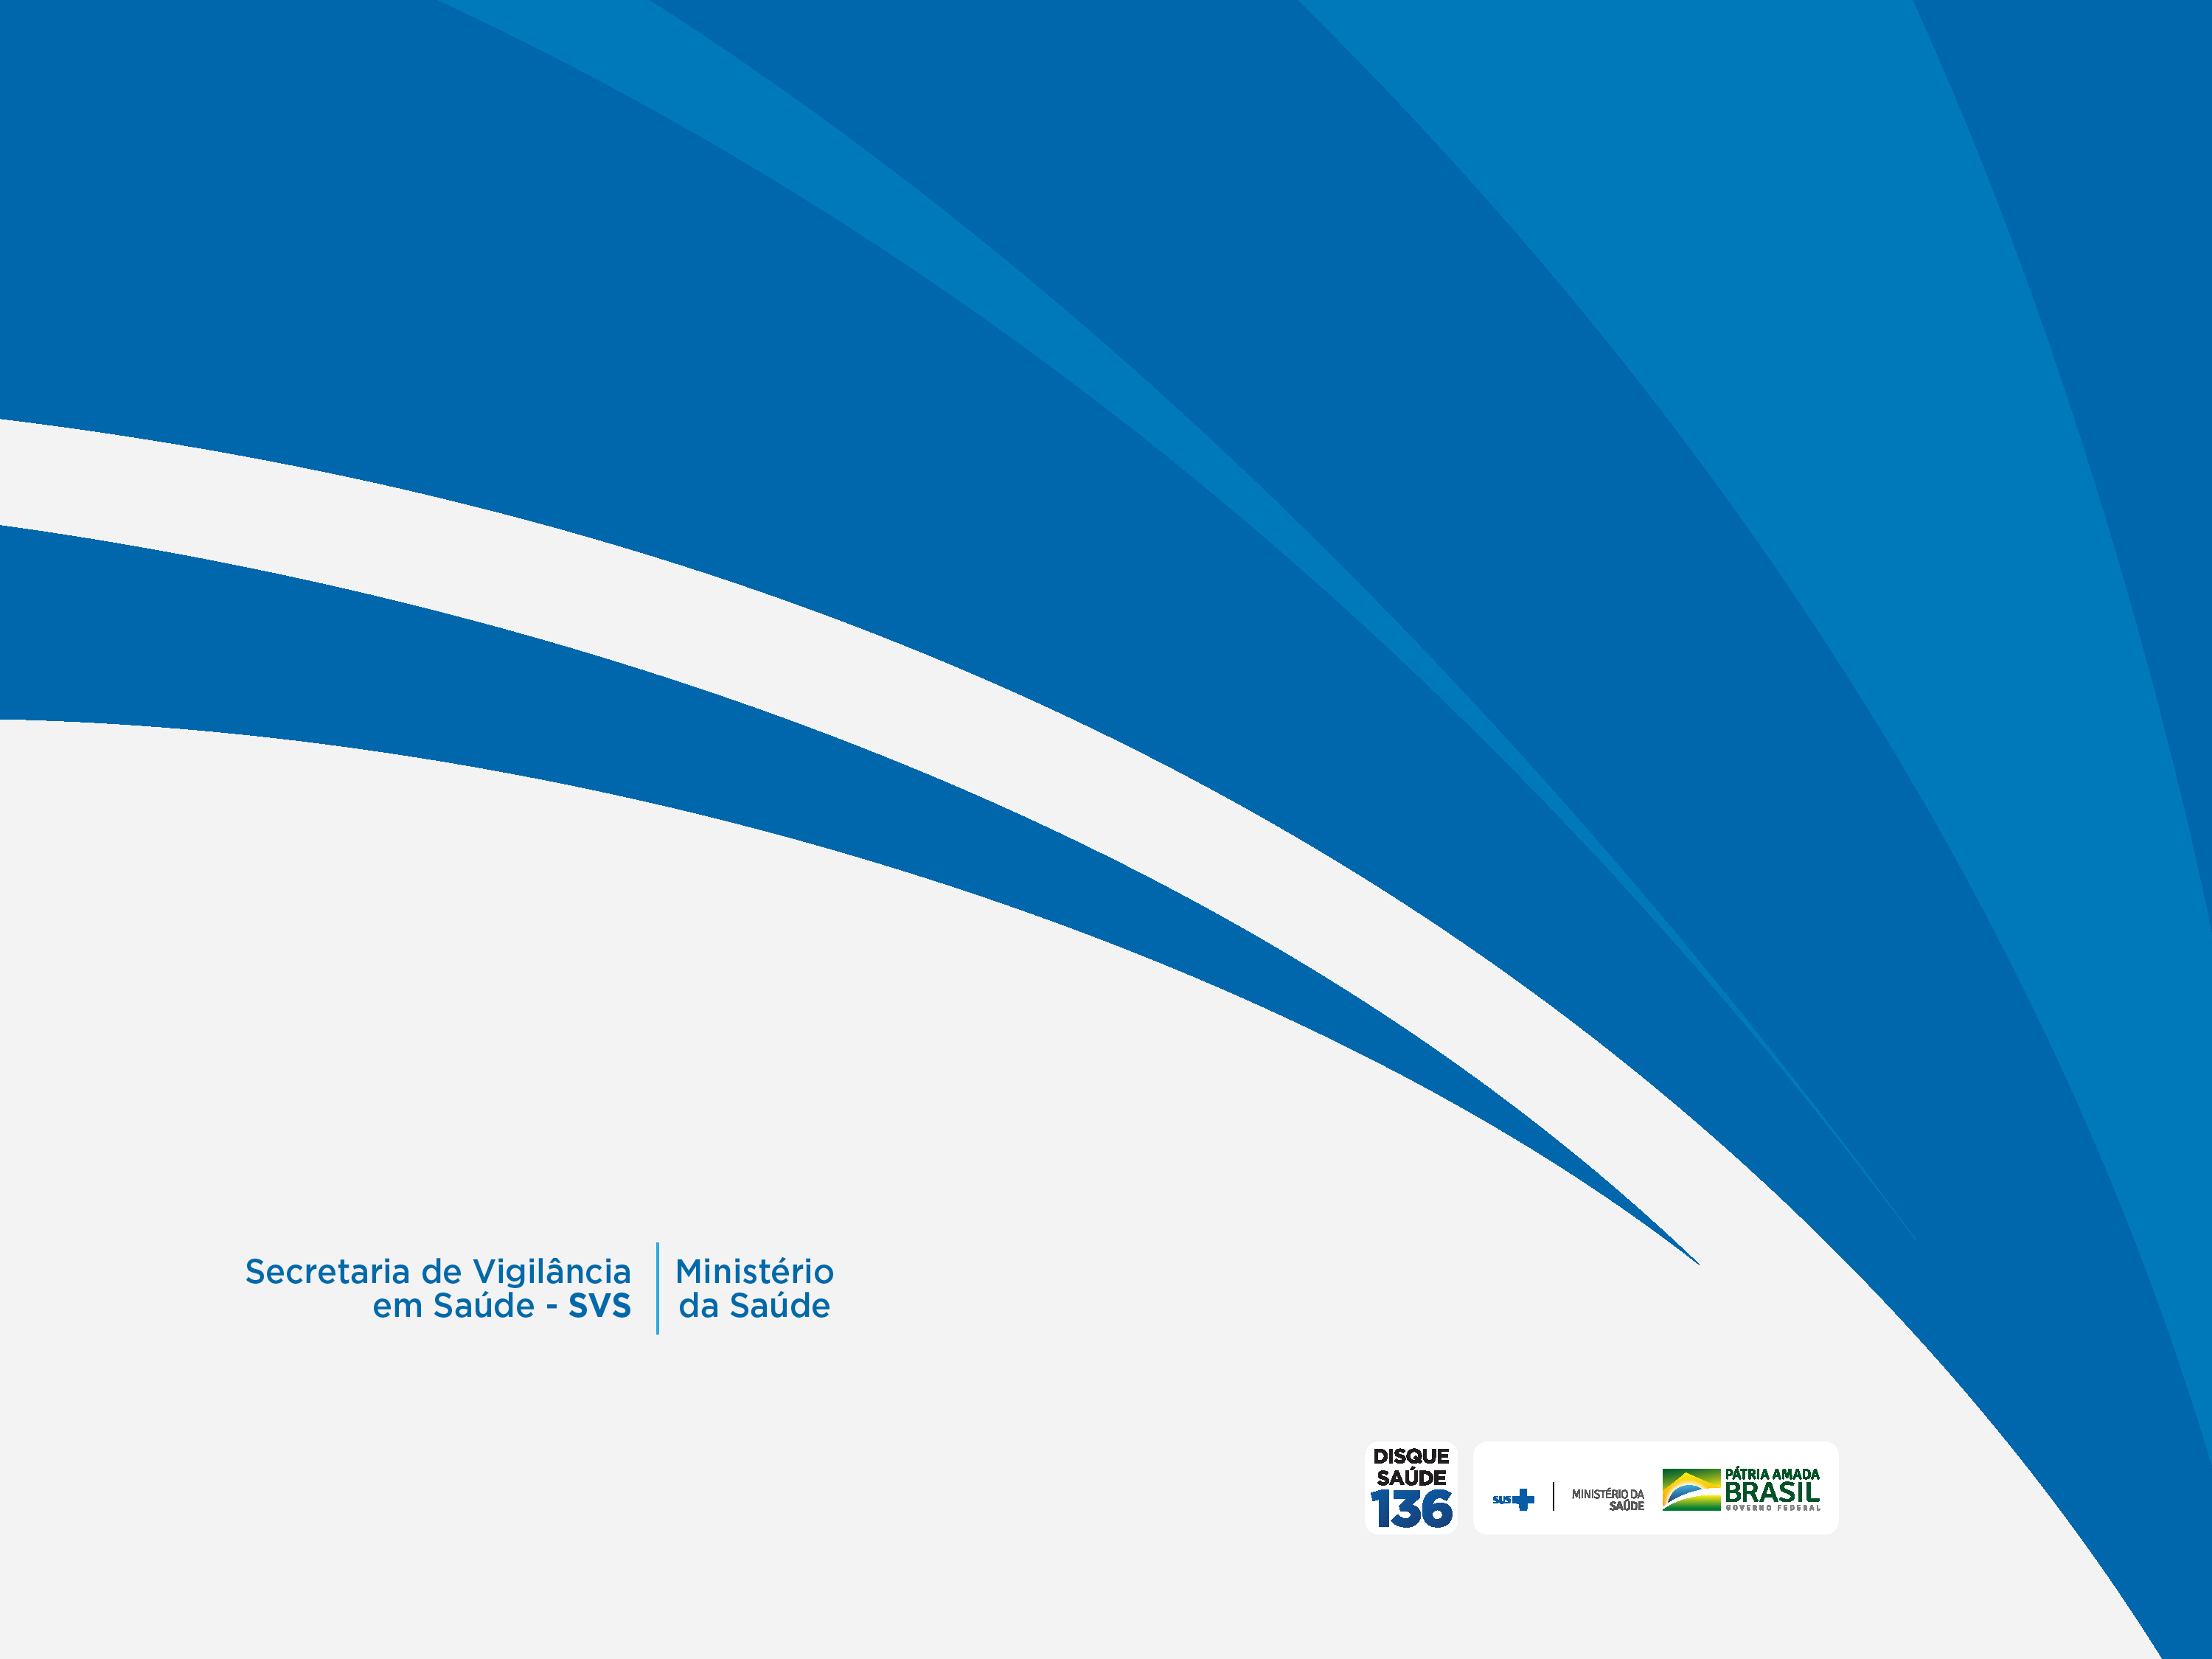 Secretaria de Vigilância
em Saúde - SVS
Ministério
da Saúde
DISQUE
SAÚDE
136
SUS
MINISTÉRIO DA
SAÚDE
PÁTRIA AMADA
BRASIL
GOVERNO FEDERAL